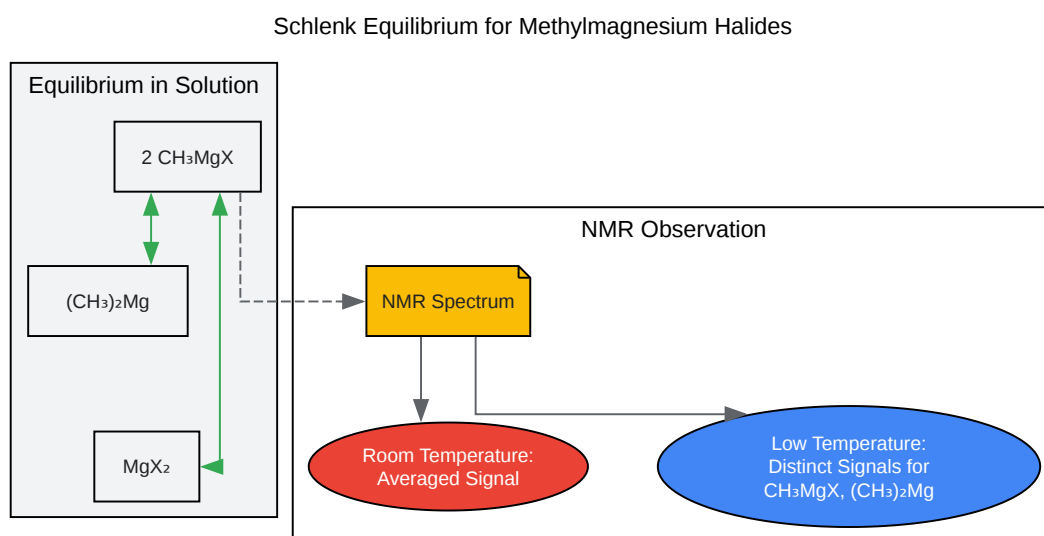 Schlenk Equilibrium for Methylmagnesium Halides
Equilibrium in Solution
2 CH₃MgX
(CH₃)₂Mg
MgX₂
NMR Observation
NMR Spectrum
Room Temperature:
Averaged Signal
Low Temperature:
Distinct Signals for
CH₃MgX, (CH₃)₂Mg